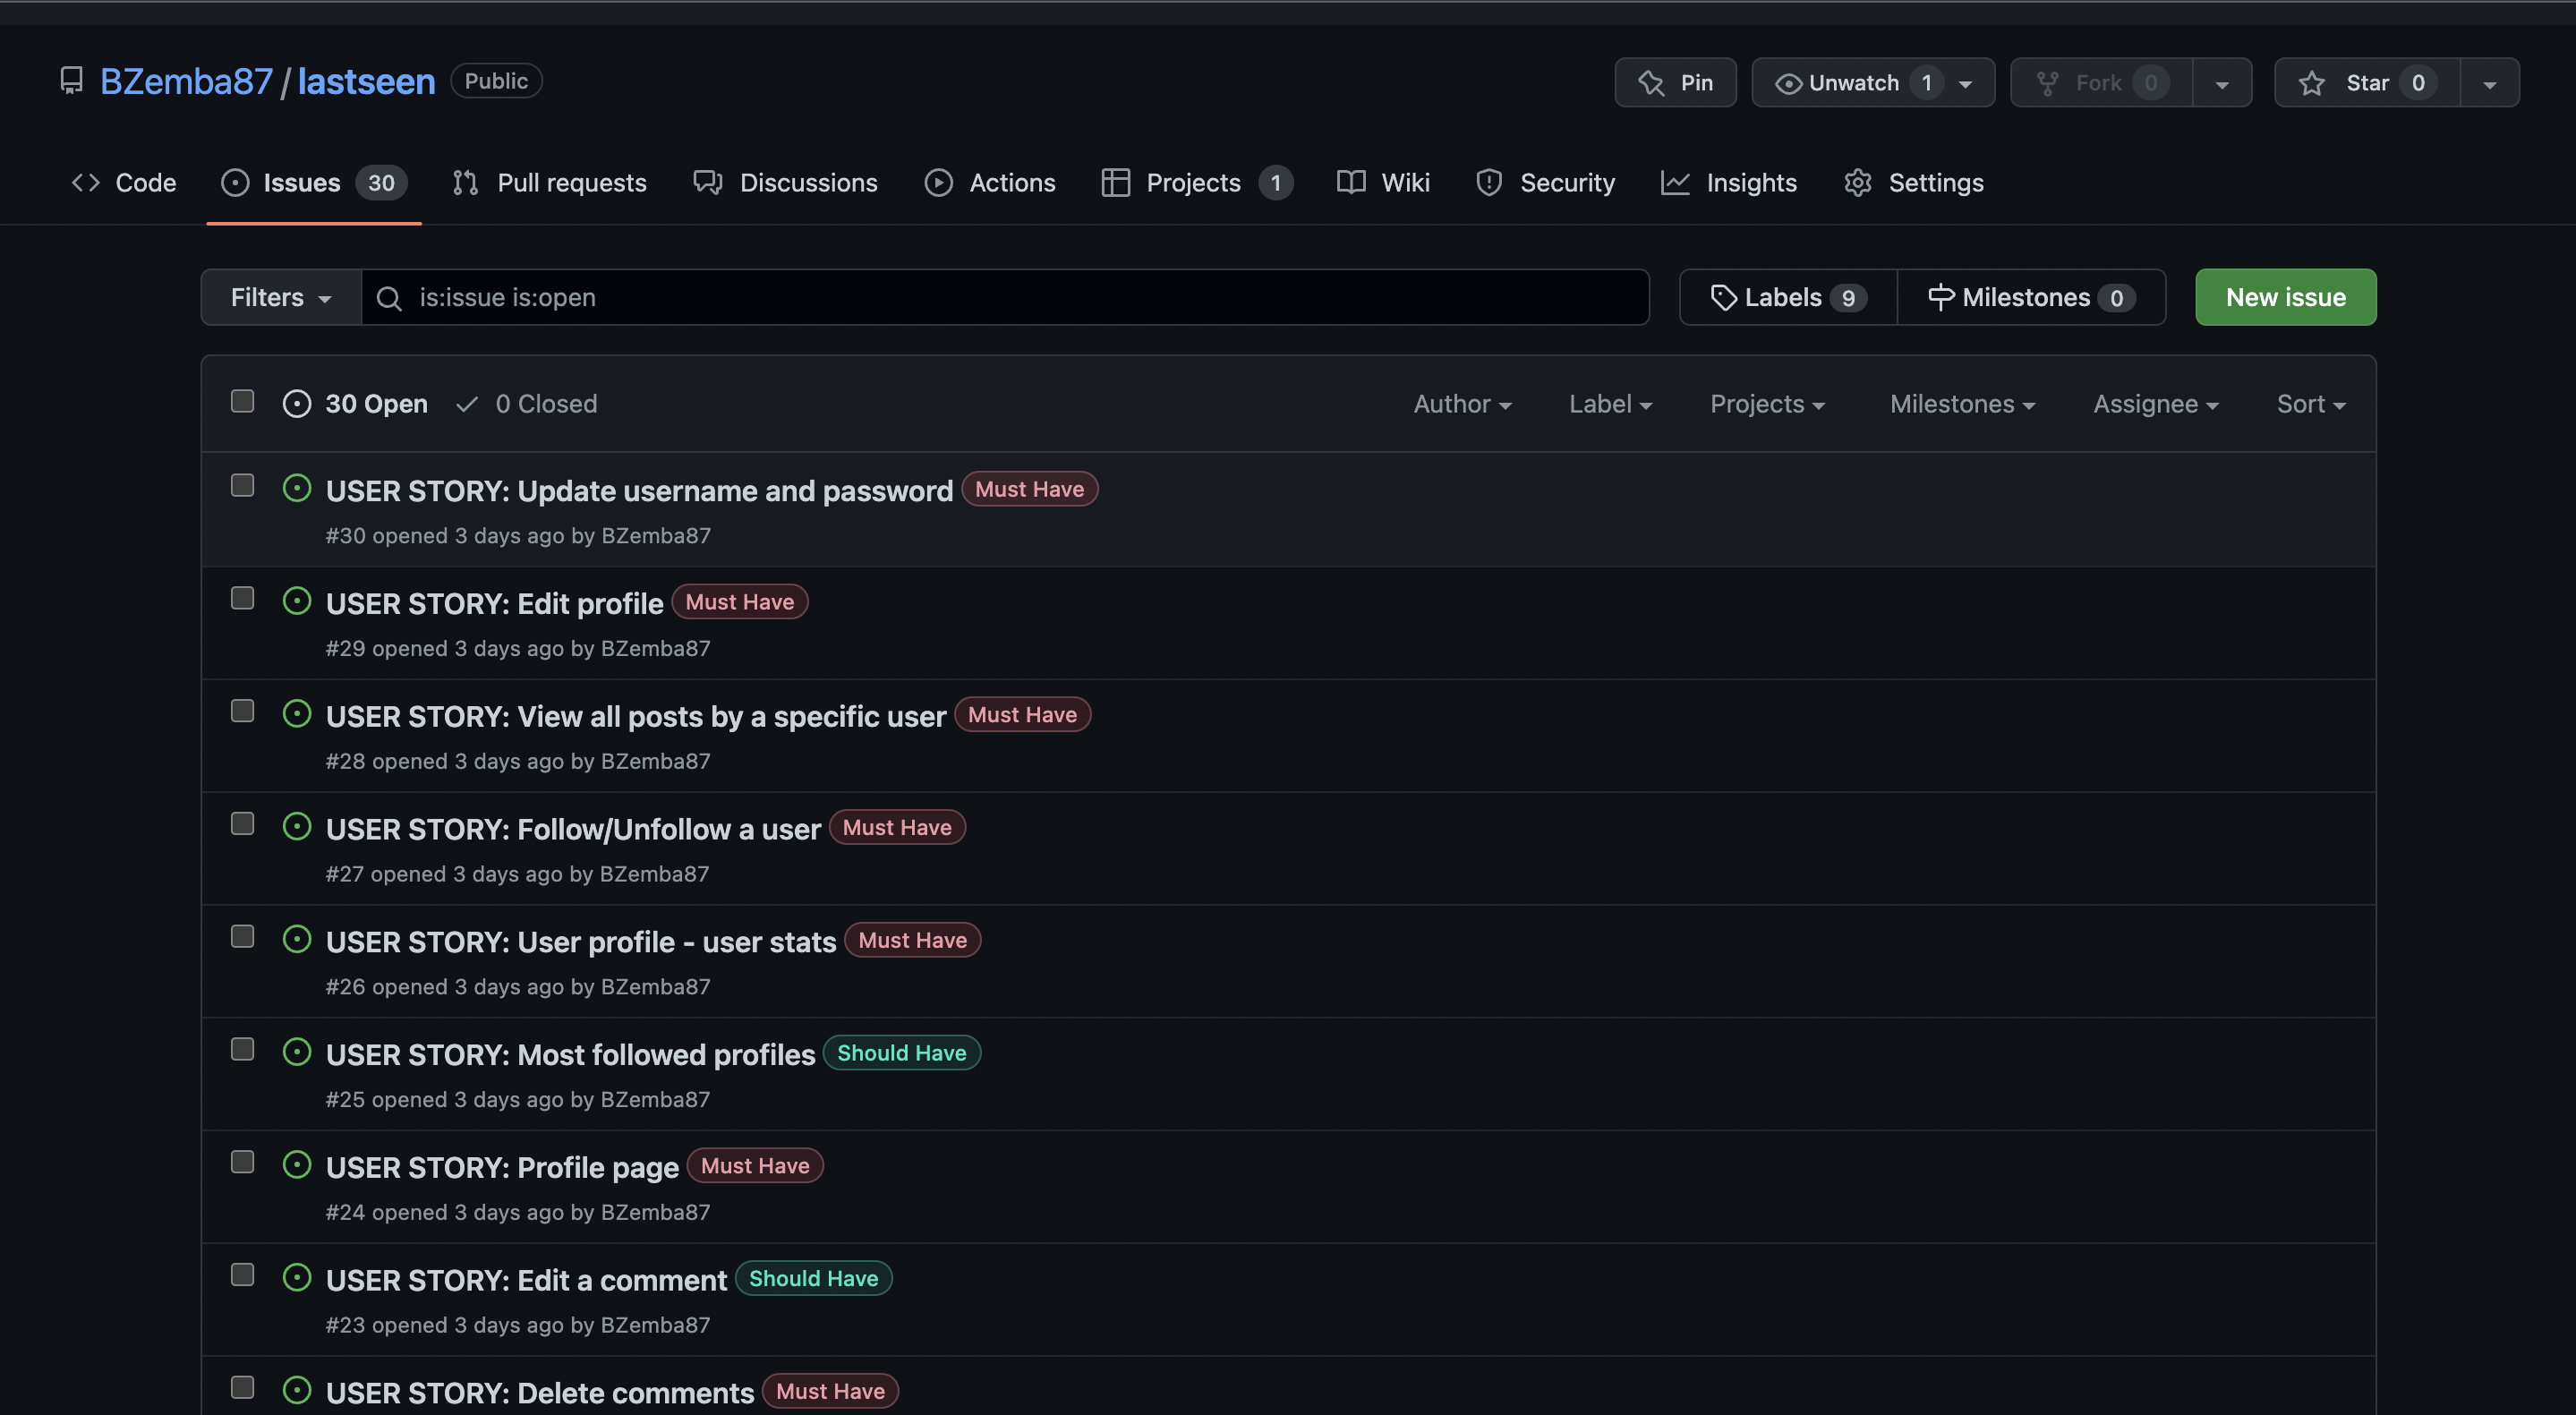 BZemba87 / lastseen Public Pin Unwatch 1 Fork 0 Star 0
Code Issues 30 Pull requests Discussions Actions Projects 1 Wiki Security Insights Settings
Filters is:issue is:open Labels 9 Milestones 0 New issue
30 Open 0 Closed Author Label Projects Milestones Assignee Sort
USER STORY: Update username and password Must Have
#30 opened 3 days ago by BZemba87
USER STORY: Edit profile Must Have
#29 opened 3 days ago by BZemba87
USER STORY: View all posts by a specific user Must Have
#28 opened 3 days ago by BZemba87
USER STORY: Follow/Unfollow a user Must Have
#27 opened 3 days ago by BZemba87
USER STORY: User profile - user stats Must Have
#26 opened 3 days ago by BZemba87
USER STORY: Most followed profiles Should Have
#25 opened 3 days ago by BZemba87
USER STORY: Profile page Must Have
#24 opened 3 days ago by BZemba87
USER STORY: Edit a comment Should Have
#23 opened 3 days ago by BZemba87
USER STORY: Delete comments Must Have